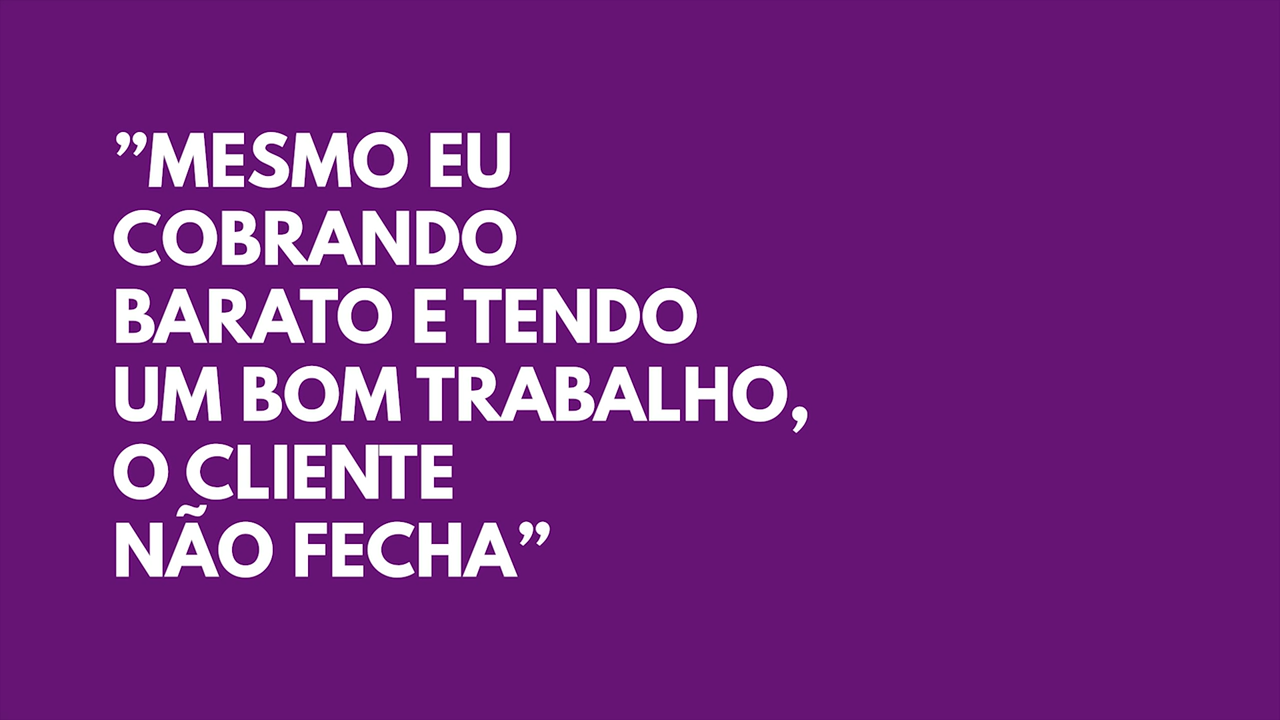 ”MESMO EU
COBRANDO
BARATO E TENDO
UM BOM TRABALHO,
O CLIENTE
NÃO FECHA”